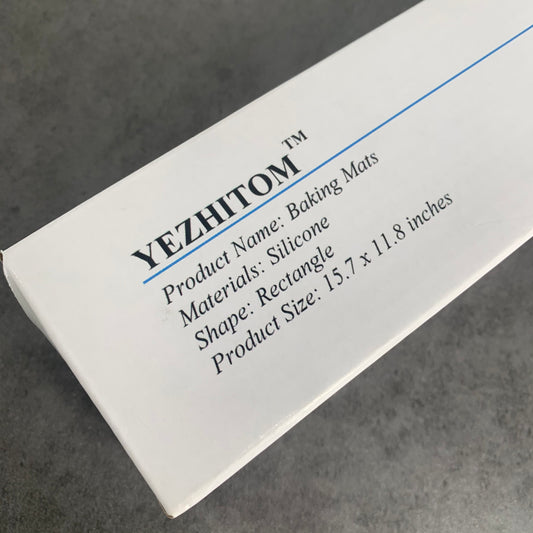 YEZHITOM™
Product Name: Baking Mats
Materials: Silicone
Shape: Rectangle
Product Size: 15.7 x 11.8 inches